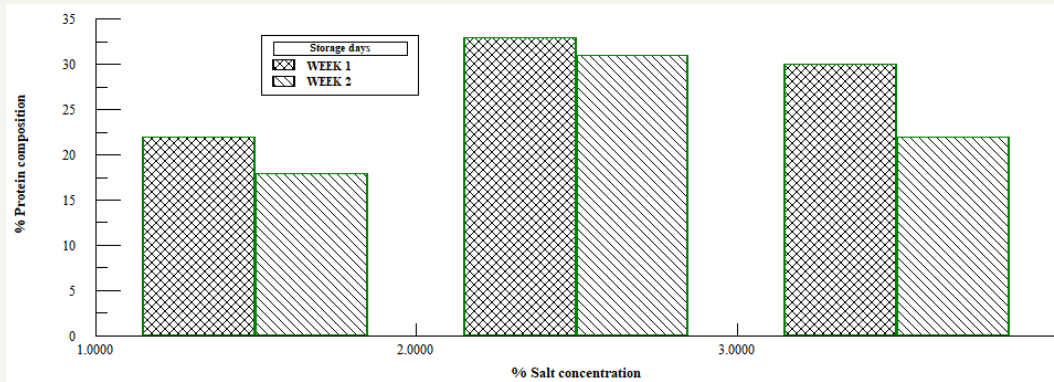 35
30
25
20
15
10
5
0
% Protein composition
Storage days
WEEK 1
WEEK 2
1.0000 2.0000 3.0000
% Salt concentration